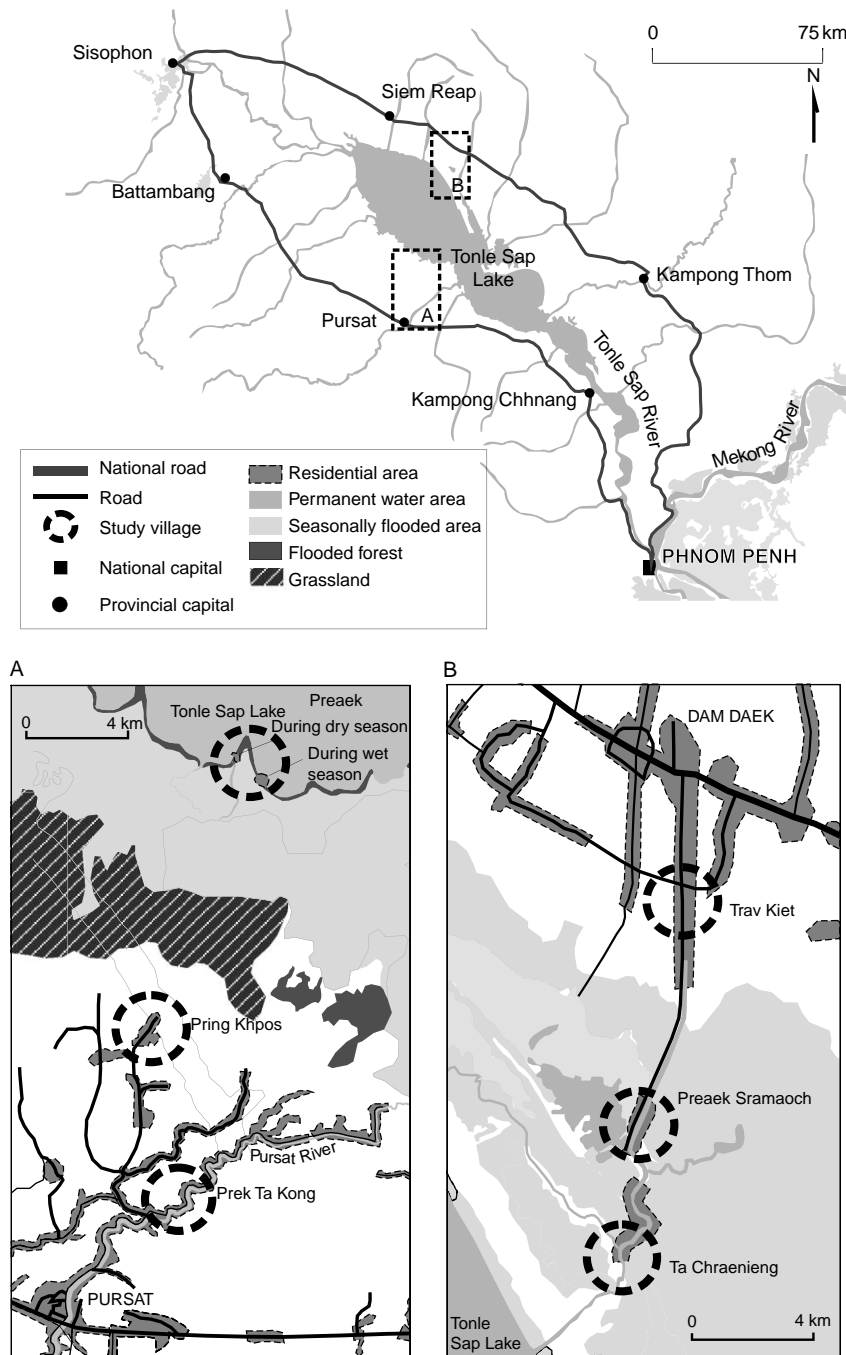 0 75 km
N
Sisophon
Siem Reap
B
Battambang
Tonle Sap
Lake
Kampong Thom
A
Pursat
Tonle Sap River
Kampong Chhnang
Mekong River
PHNOM PENH
National road
Road
Study village
National capital
Provincial capital
Residential area
Permanent water area
Seasonally flooded area
Flooded forest
Grassland
A
0 4 km
Tonle Sap Lake
Preaek
During dry season
During wet
season
Pring Khpos
Pursat River
Prek Ta Kong
PURSAT
B
DAM DAEK
Trav Kiet
Preaek Sramaoch
Ta Chraenieng
Tonle
Sap Lake
0 4 km